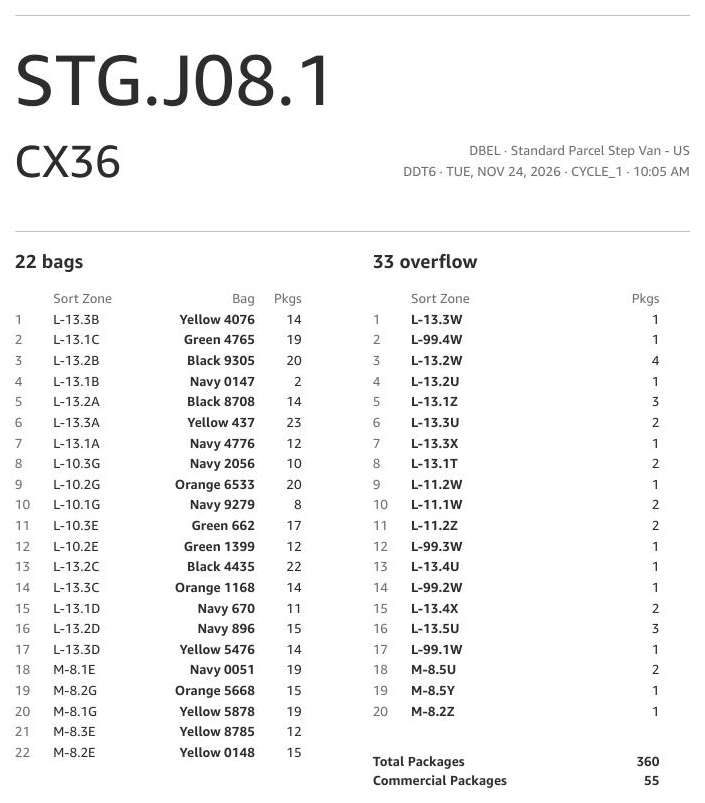 STG.J08.1
CX36
DBEL · Standard Parcel Step Van - US
DDT6 · TUE, NOV 24, 2026 · CYCLE_1 · 10:05 AM
22 bags
Sort Zone Bag Pkgs
1 L-13.3B Yellow 4076 14
2 L-13.1C Green 4765 19
3 L-13.2B Black 9305 20
4 L-13.1B Navy 0147 2
5 L-13.2A Black 8708 14
6 L-13.3A Yellow 437 23
7 L-13.1A Navy 4776 12
8 L-10.3G Navy 2056 10
9 L-10.2G Orange 6533 20
10 L-10.1G Navy 9279 8
11 L-10.3E Green 662 17
12 L-10.2E Green 1399 12
13 L-13.2C Black 4435 22
14 L-13.3C Orange 1168 14
15 L-13.1D Navy 670 11
16 L-13.2D Navy 896 15
17 L-13.3D Yellow 5476 14
18 M-8.1E Navy 0051 19
19 M-8.2G Orange 5668 15
20 M-8.1G Yellow 5878 19
21 M-8.3E Yellow 8785 12
22 M-8.2E Yellow 0148 15
33 overflow
Sort Zone Pkgs
1 L-13.3W 1
2 L-99.4W 1
3 L-13.2W 4
4 L-13.2U 1
5 L-13.1Z 3
6 L-13.3U 2
7 L-13.3X 1
8 L-13.1T 2
9 L-11.2W 1
10 L-11.1W 2
11 L-11.2Z 2
12 L-99.3W 1
13 L-13.4U 1
14 L-99.2W 1
15 L-13.4X 2
16 L-13.5U 3
17 L-99.1W 1
18 M-8.5U 2
19 M-8.5Y 1
20 M-8.2Z 1
Total Packages 360
Commercial Packages 55